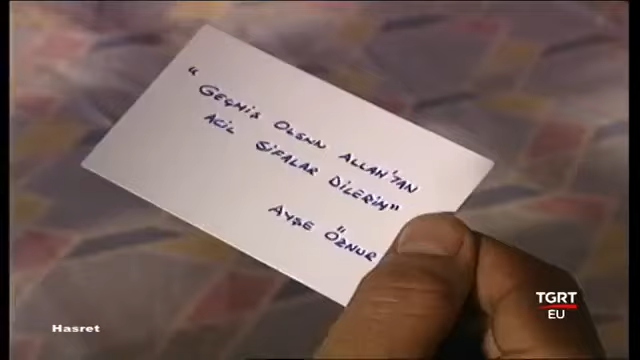 "GEÇMİŞ OLSUN ALLAH'TAN
ACİL ŞİFALAR DİLERİM"
AYŞE ÖZNUR
Hasret
TGRT
EU